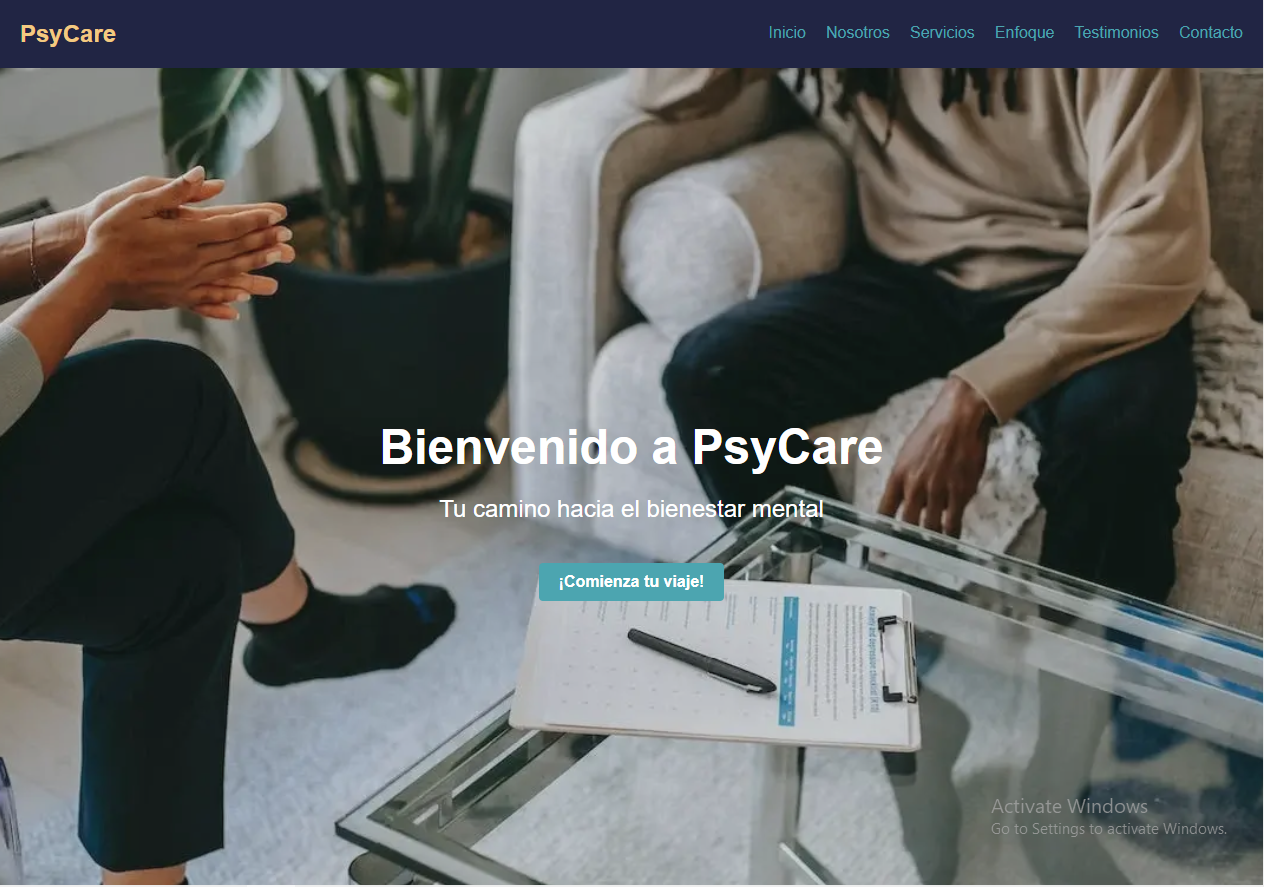 PsyCare
Inicio Nosotros Servicios Enfoque Testimonios Contacto
Bienvenido a PsyCare
Tu camino hacia el bienestar mental
¡Comienza tu viaje!
Anxiety and depression checklist (K10)
Activate Windows
Go to Settings to activate Windows.